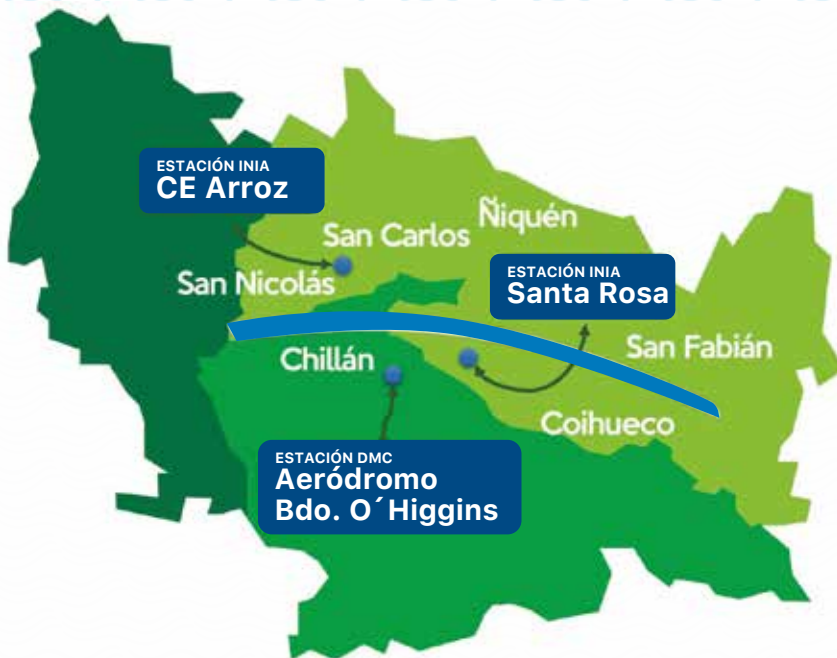 ESTACIÓN INIA
CE Arroz
San Carlos
Ñiquén
San Nicolás
ESTACIÓN INIA
Santa Rosa
Chillán
San Fabián
Coihueco
ESTACIÓN DMC
Aeródromo
Bdo. O´Higgins